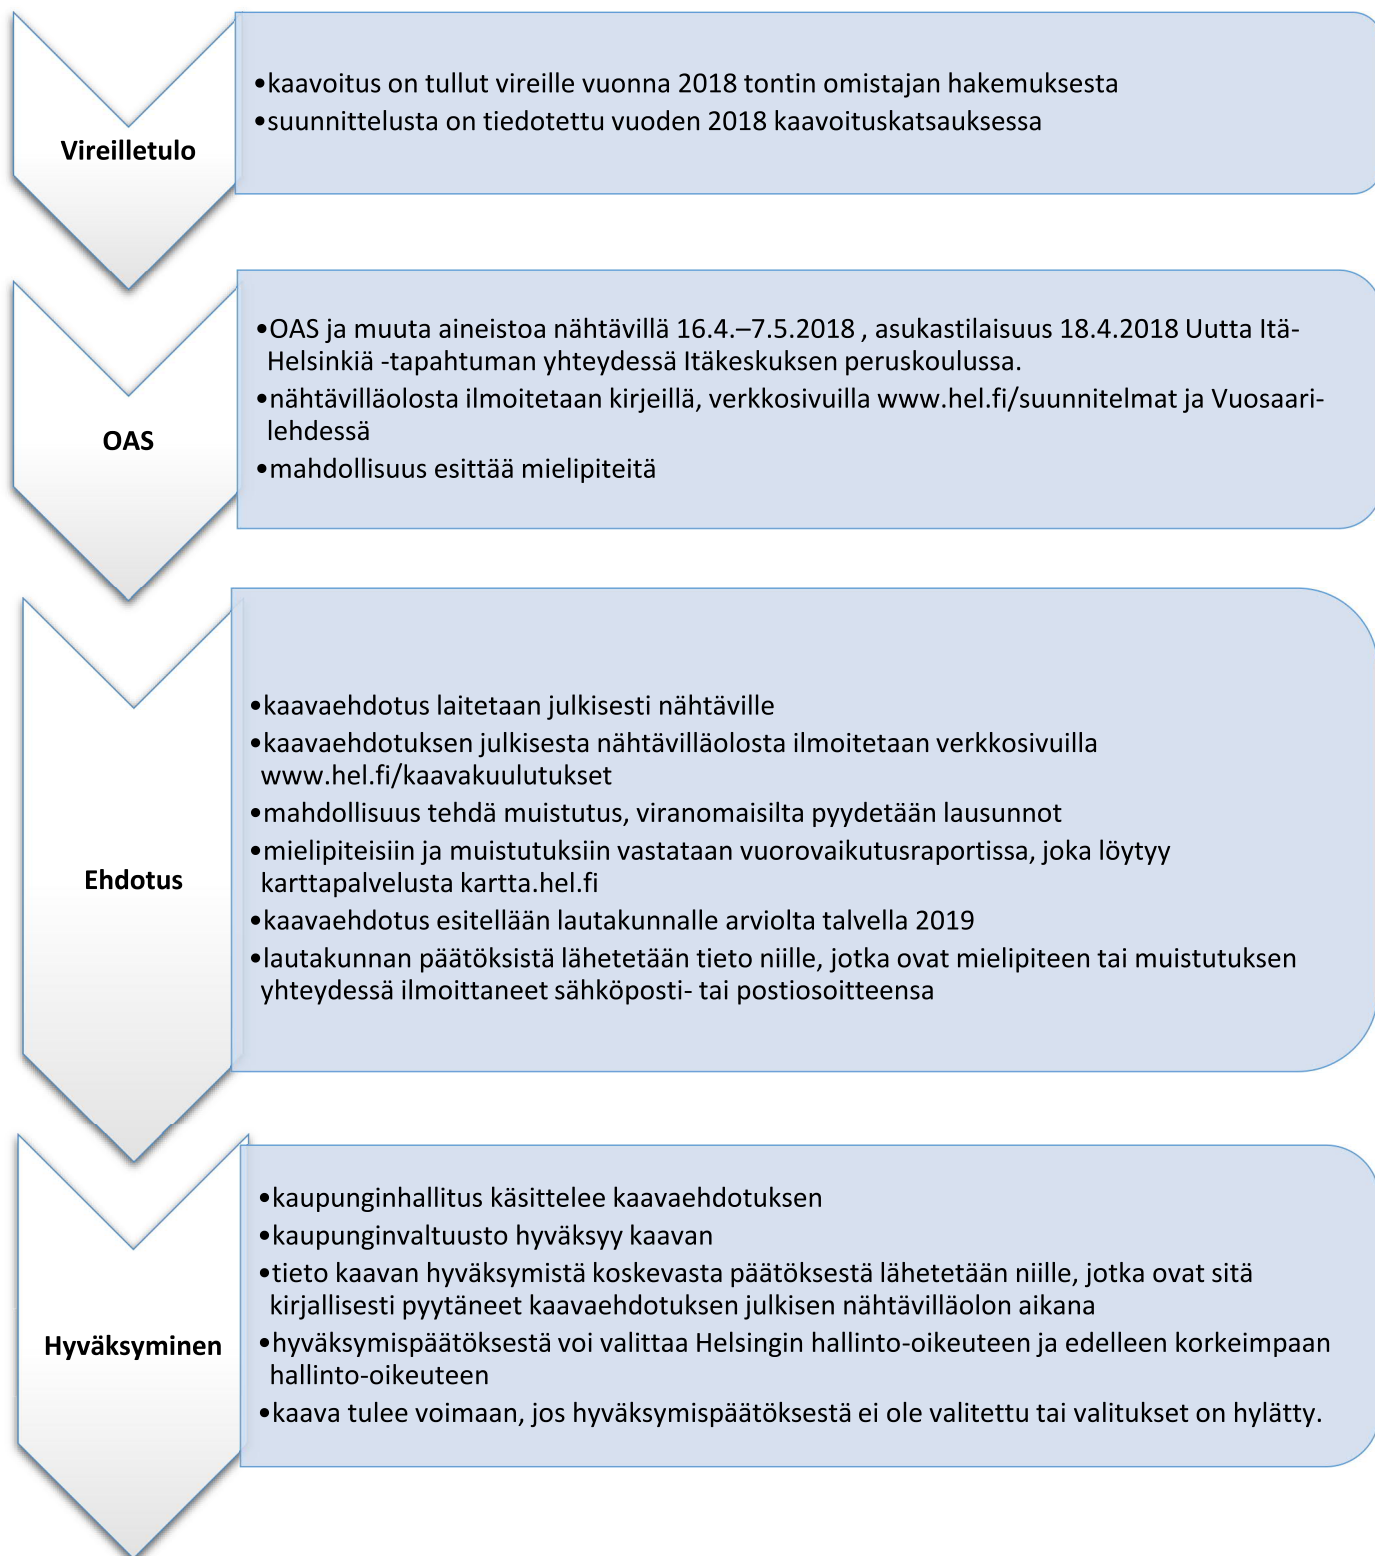 Vireilletulo
•kaavoitus on tullut vireille vuonna 2018 tontin omistajan hakemuksesta
•suunnittelusta on tiedotettu vuoden 2018 kaavoituskatsauksessa
OAS
•OAS ja muuta aineistoa nähtävillä 16.4.–7.5.2018 , asukastilaisuus 18.4.2018 Uutta Itä-
Helsinkiä -tapahtuman yhteydessä Itäkeskuksen peruskoulussa.
•nähtävilläolosta ilmoitetaan kirjeillä, verkkosivuilla www.hel.fi/suunnitelmat ja Vuosaari-
lehdessä
•mahdollisuus esittää mielipiteitä
Ehdotus
•kaavaehdotus laitetaan julkisesti nähtäville
•kaavaehdotuksen julkisesta nähtävilläolosta ilmoitetaan verkkosivuilla
www.hel.fi/kaavakuulutukset
•mahdollisuus tehdä muistutus, viranomaisilta pyydetään lausunnot
•mielipiteisiin ja muistutuksiin vastataan vuorovaikutusraportissa, joka löytyy
karttapalvelusta kartta.hel.fi
•kaavaehdotus esitellään lautakunnalle arviolta talvella 2019
•lautakunnan päätöksistä lähetetään tieto niille, jotka ovat mielipiteen tai muistutuksen
yhteydessä ilmoittaneet sähköposti- tai postiosoitteensa
Hyväksyminen
•kaupunginhallitus käsittelee kaavaehdotuksen
•kaupunginvaltuusto hyväksyy kaavan
•tieto kaavan hyväksymistä koskevasta päätöksestä lähetetään niille, jotka ovat sitä
kirjallisesti pyytäneet kaavaehdotuksen julkisen nähtävilläolon aikana
•hyväksymispäätöksestä voi valittaa Helsingin hallinto-oikeuteen ja edelleen korkeimpaan
hallinto-oikeuteen
•kaava tulee voimaan, jos hyväksymispäätöksestä ei ole valitettu tai valitukset on hylätty.